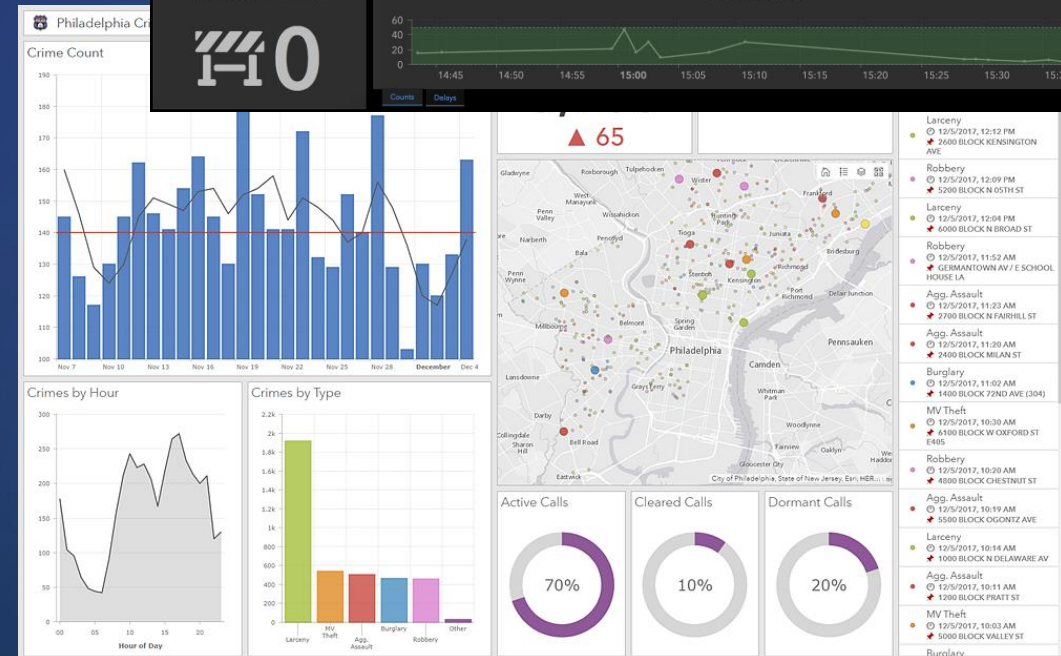 Philadelphia Cri
0
60
40
20
0
14:45 14:50 14:55 15:00 15:05 15:10 15:15 15:20 15:25 15:30
Counts Delays
Crime Count
190
180
170
160
150
140
130
120
110
100
Nov 7 Nov 10 Nov 13 Nov 16 Nov 19 Nov 22 Nov 25 Nov 28 December Dec 4
Crimes by Hour
300
250
200
150
100
50
0
00 05 10 15 20
Hour of Day
Crimes by Type
2.2k
2k
1.8k
1.6k
1.4k
1.2k
1k
800
600
400
200
0
Larceny
MV
Theft
Agg.
Assault
Burglary
Robbery
Other
▲ 65
Gladwyne
Roxborough
Tulpehocken
Wister
Frankford
West
Manayunk
Penn
Valley
Wissahickon
Hunting
Park
Narberth
Penrofyd
Tioga
Juniata
Bridesburg
Bala
Penn
Wynne
Stenton
Kensington
Richmond
Port
Richmond
Delair Junction
Millbourne
Belmont
Spring
Garden
Philadelphia
Pennsauken
Camden
Lansdowne
Grays Ferry
Whitman
Park
Darby
Collingdale
Sharon
Hill
Bell Road
Woodlynne
Fairview
Oaklyn
Gloucester City
Eastwick
City of Philadelphia, State of New Jersey, Esri, HER...
Active Calls
70%
Cleared Calls
10%
Dormant Calls
20%
Larceny
12/5/2017, 12:12 PM
2600 BLOCK KENSINGTON
AVE
Robbery
12/5/2017, 12:09 PM
5200 BLOCK N 05TH ST
Larceny
12/5/2017, 12:04 PM
6000 BLOCK N BROAD ST
Robbery
12/5/2017, 11:52 AM
GERMANTOWN AV / E SCHOOL
HOUSE LA
Agg. Assault
12/5/2017, 11:23 AM
2700 BLOCK N FAIRHILL ST
Agg. Assault
12/5/2017, 11:20 AM
2400 BLOCK MILAN ST
Burglary
12/5/2017, 11:02 AM
1400 BLOCK 72ND AVE (304)
MV Theft
12/5/2017, 10:30 AM
6100 BLOCK W OXFORD ST
E405
Robbery
12/5/2017, 10:20 AM
4800 BLOCK CHESTNUT ST
Agg. Assault
12/5/2017, 10:19 AM
5500 BLOCK OGONTZ AVE
Larceny
12/5/2017, 10:14 AM
1000 BLOCK N DELAWARE AV
Agg. Assault
12/5/2017, 10:11 AM
1200 BLOCK PRATT ST
MV Theft
12/5/2017, 10:03 AM
5000 BLOCK VALLEY ST
Burglary